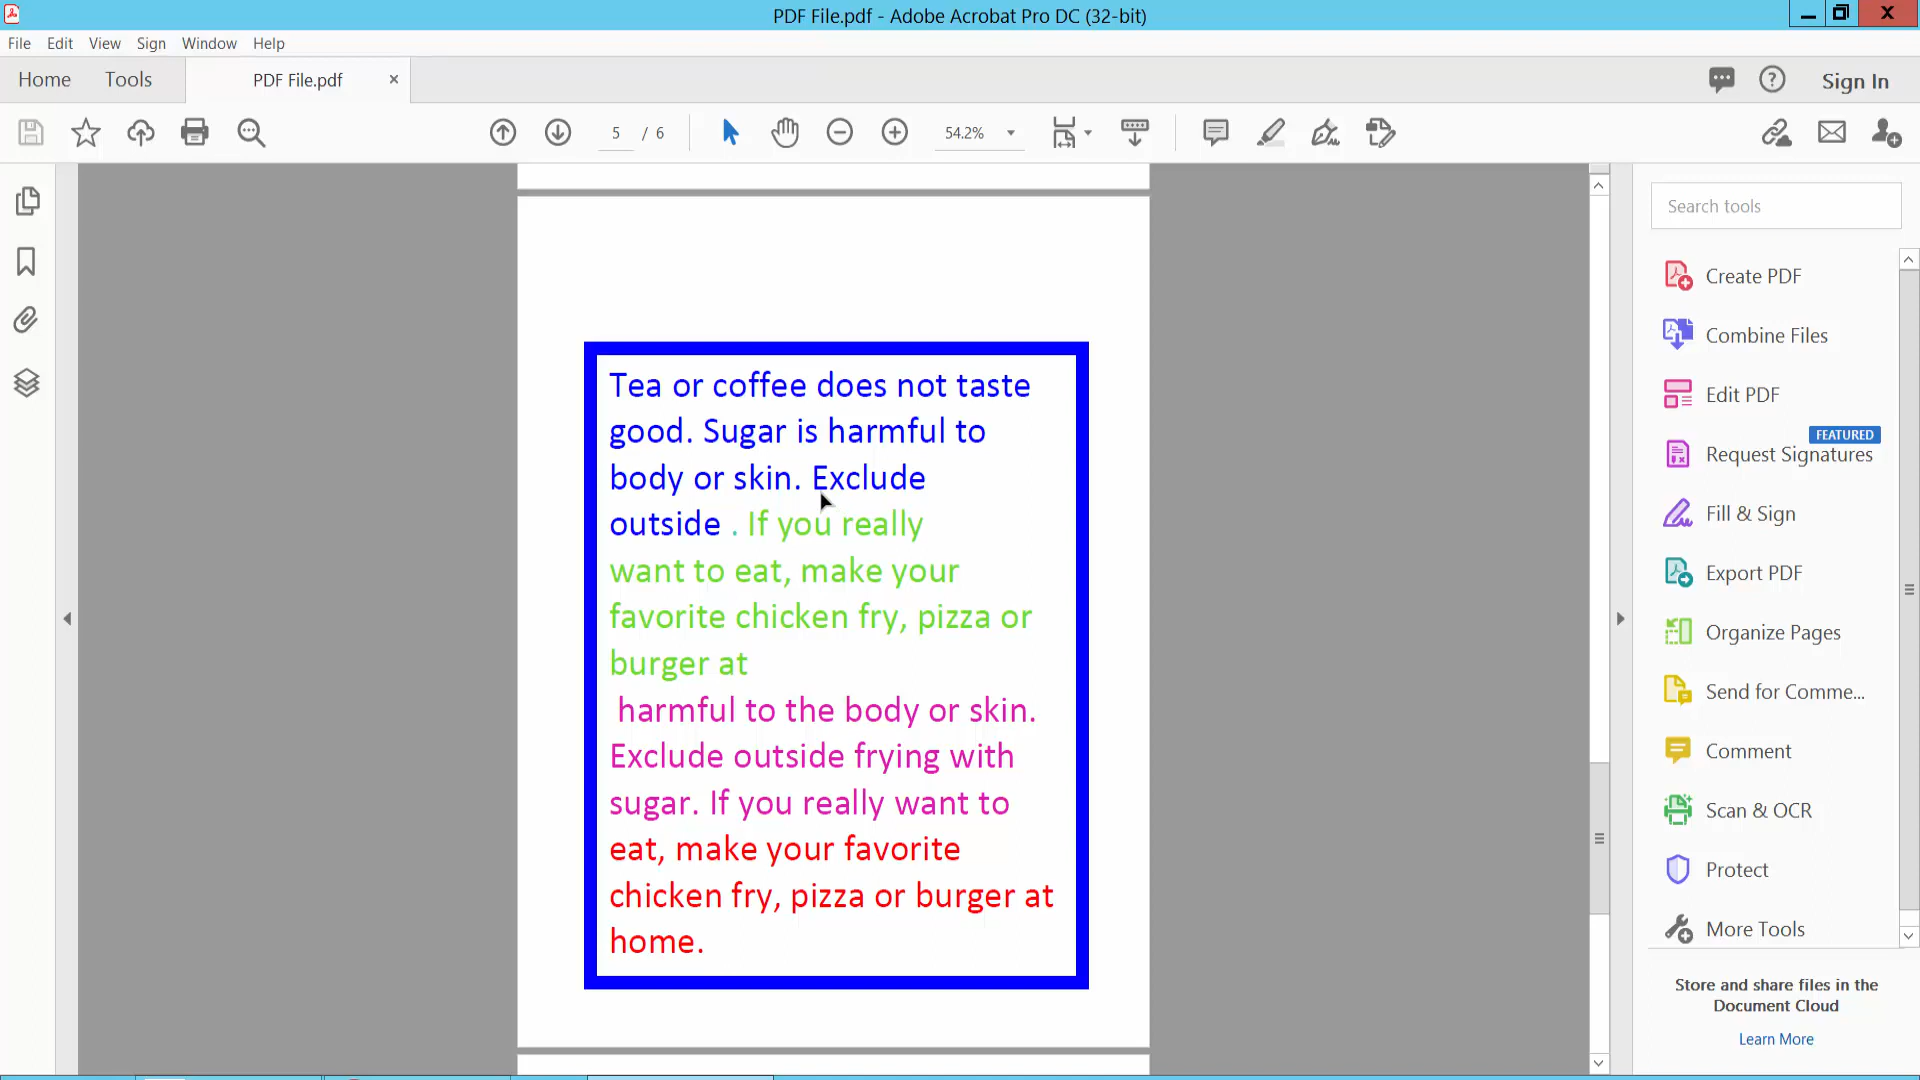 PDF File.pdf - Adobe Acrobat Pro DC (32-bit)
File Edit View Sign Window Help
Home Tools PDF File.pdf × Sign In
5 / 6 54.2%
Search tools
Create PDF
Combine Files
Edit PDF
FEATURED
Request Signatures
Fill & Sign
Export PDF
Organize Pages
Send for Comme...
Comment
Scan & OCR
Protect
More Tools
Store and share files in the
Document Cloud
Learn More
Tea or coffee does not taste
good. Sugar is harmful to
body or skin. Exclude
outside . If you really
want to eat, make your
favorite chicken fry, pizza or
burger at
harmful to the body or skin.
Exclude outside frying with
sugar. If you really want to
eat, make your favorite
chicken fry, pizza or burger at
home.